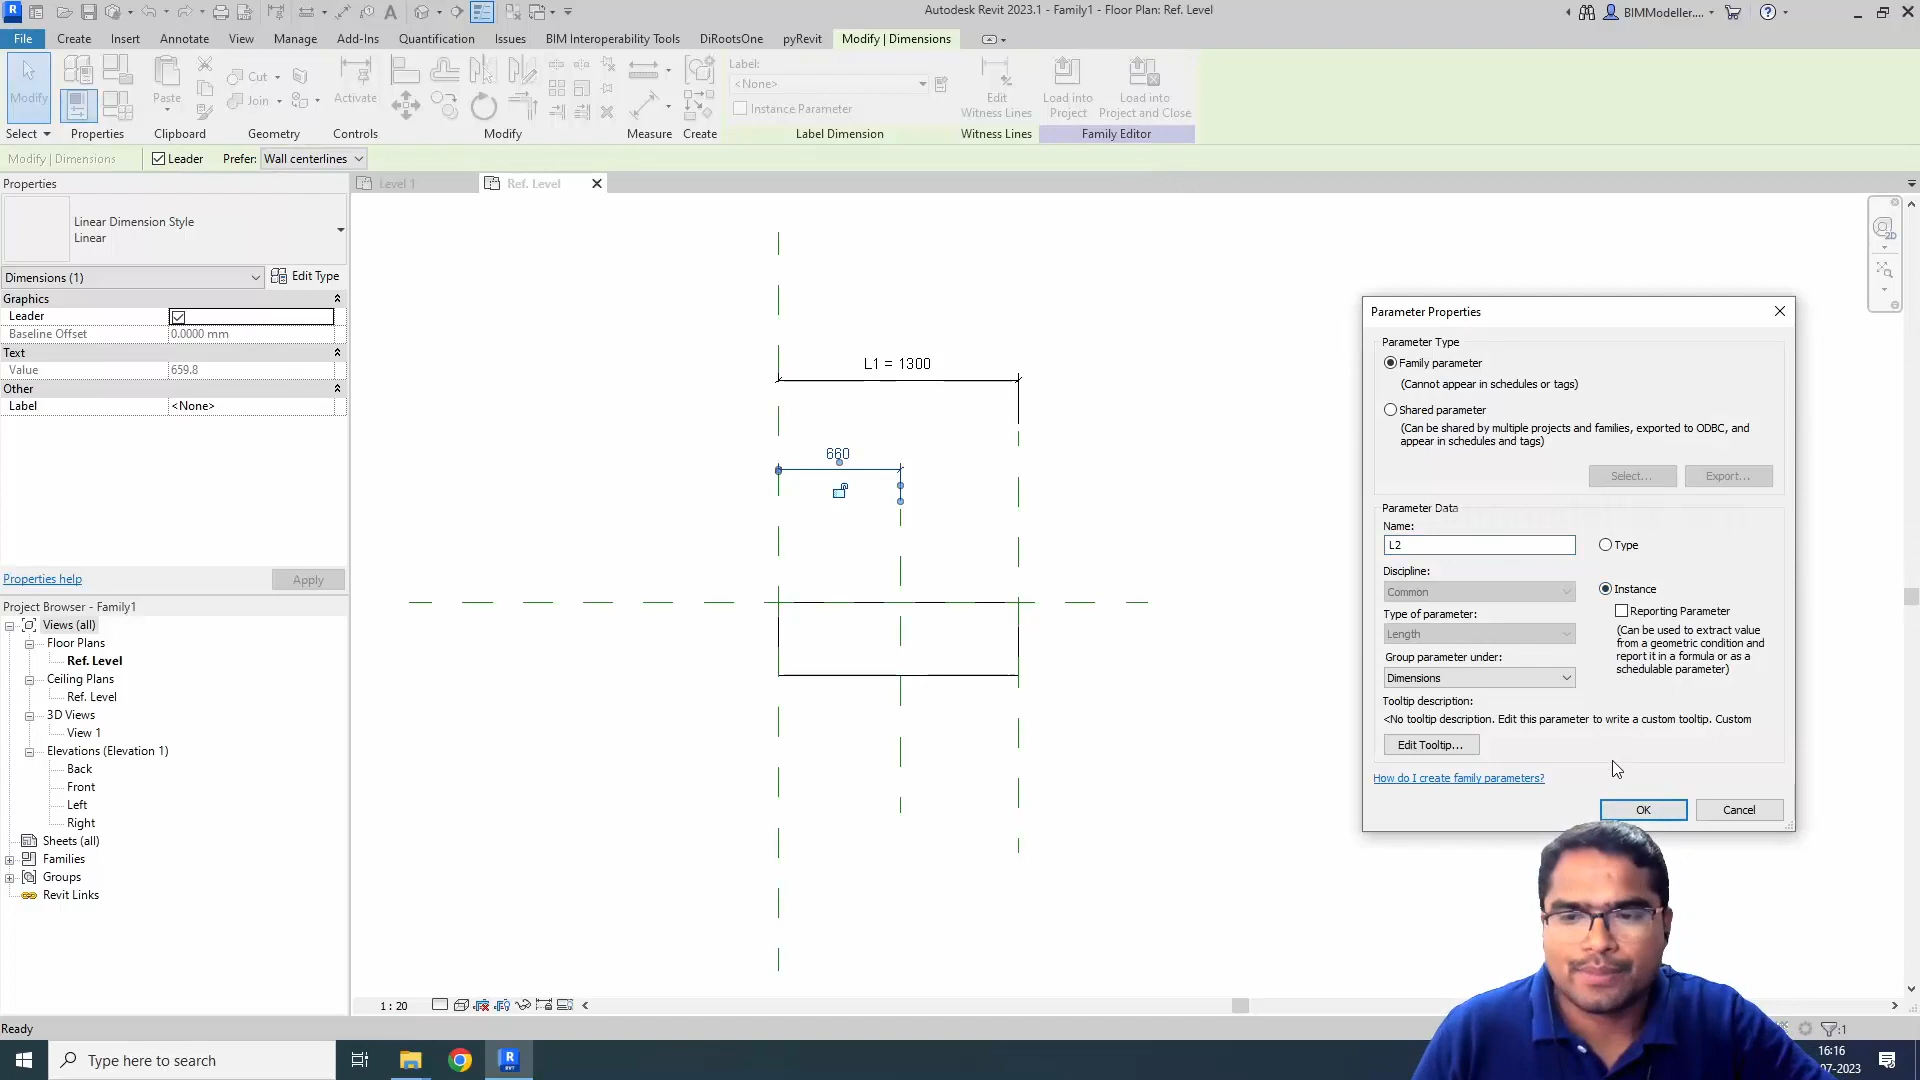 Autodesk Revit 2023.1 - Family1 - Floor Plan: Ref. Level
BIMModeller....
File Create Insert Annotate View Manage Add-Ins Quantification Issues BIM Interoperability Tools DiRootsOne pyRevit Modify | Dimensions
Modify
Paste
Cut
Join
Activate
Label:
<None>
Instance Parameter
Edit
Witness Lines
Load into
Project
Load into
Project and Close
Select Properties Clipboard Geometry Controls Modify Measure Create Label Dimension Witness Lines Family Editor
Modify | Dimensions Leader Prefer: Wall centerlines
Properties
Level 1
Ref. Level
Linear Dimension Style
Linear
Dimensions (1) Edit Type
Graphics
Leader
Baseline Offset 0.0000 mm
Text
Value 659.8
Other
Label <None>
Properties help Apply
Project Browser - Family1
Views (all)
Floor Plans
Ref. Level
Ceiling Plans
Ref. Level
3D Views
View 1
Elevations (Elevation 1)
Back
Front
Left
Right
Sheets (all)
Families
Groups
Revit Links
L1 = 1300
660
2D
Parameter Properties
Parameter Type
Family parameter
(Cannot appear in schedules or tags)
Shared parameter
(Can be shared by multiple projects and families, exported to ODBC, and
appear in schedules and tags)
Select... Export...
Parameter Data
Name:
L2
Type
Discipline:
Common
Instance
Type of parameter:
Reporting Parameter
Length
(Can be used to extract value
from a geometric condition and
report it in a formula or as a
schedulable parameter)
Group parameter under:
Dimensions
Tooltip description:
<No tooltip description. Edit this parameter to write a custom tooltip. Custom
Edit Tooltip...
How do I create family parameters?
OK Cancel
1 : 20
Ready
:1
Type here to search
16:16
07-2023